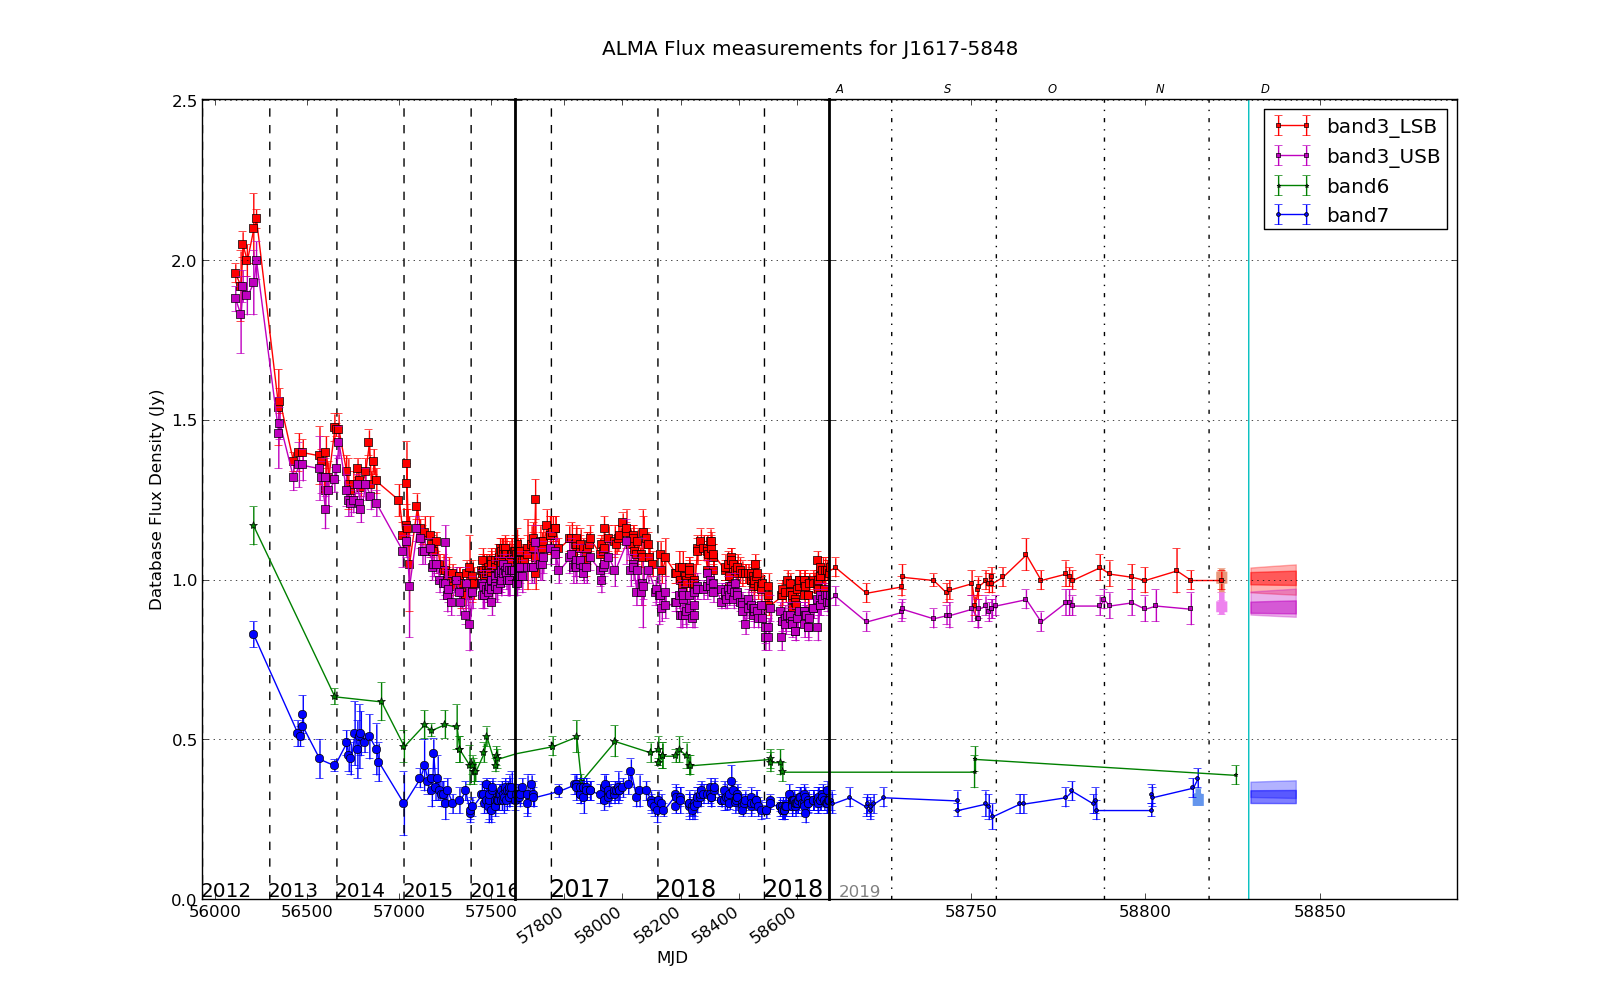 ALMA Flux measurements for J1617-5848
A S O N D
2.5
2.0
1.5
1.0
0.5
0.0
Database Flux Density (Jy)
band3_LSB
band3_USB
band6
band7
2012 2013 2014 2015 2016 2017 2018 2018 2019
56000 56500 57000 57500 57800 58000 58200 58400 58600 58750 58800 58850
MJD